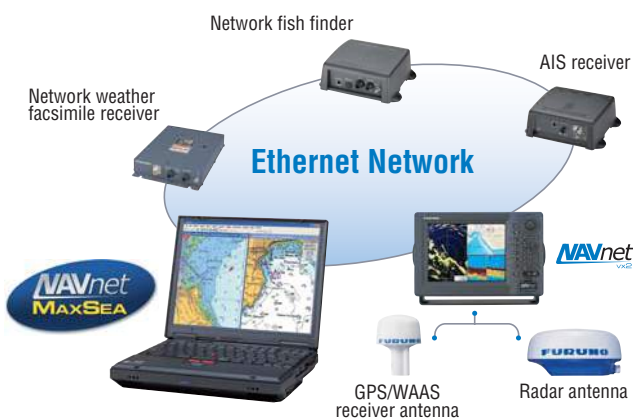 Network fish finder
AIS receiver
Network weather
facsimile receiver
Ethernet Network
NAVnet
MAXSEA
NAVnet
vx2
FURUNO
FURUNO
GPS/WAAS
receiver antenna
Radar antenna